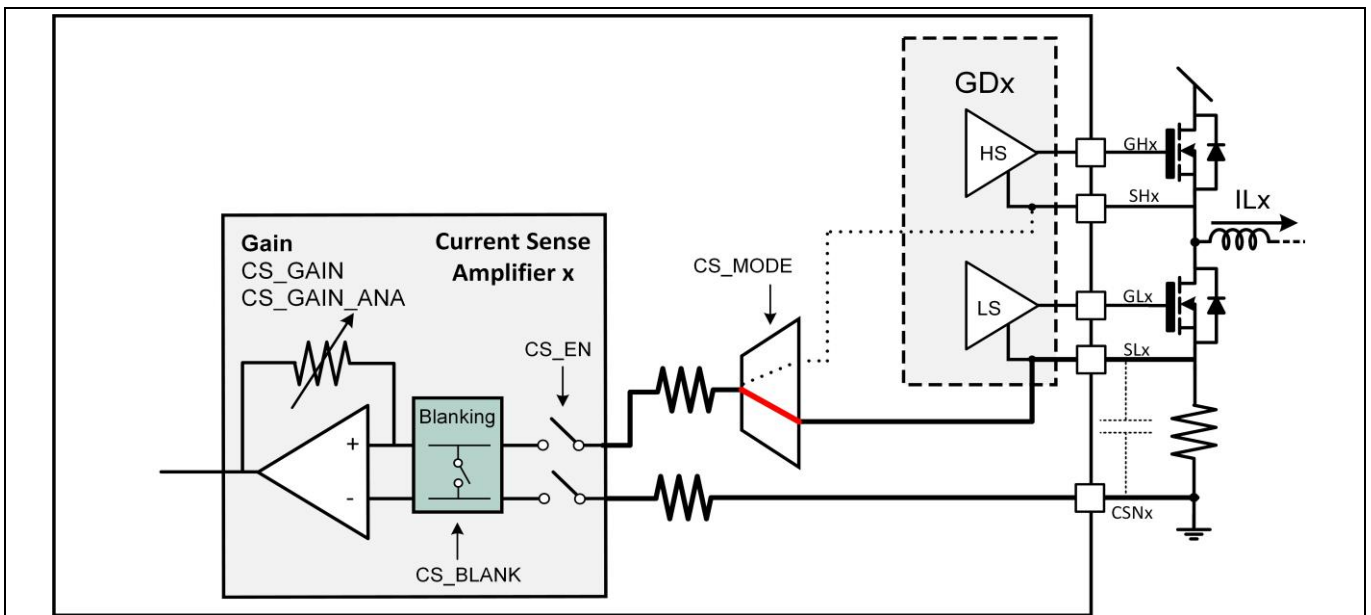 GDx
HS
GHx
SHx
ILx
Gain
CS_GAIN
CS_GAIN_ANA
Current Sense
Amplifier x
CS_MODE
LS
GLx
SLx
CS_EN
Blanking
+
-
CSNx
CS_BLANK